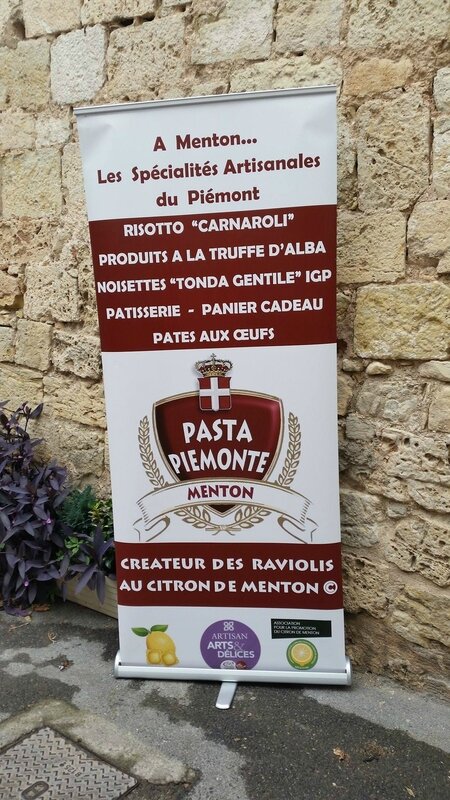 A Menton...
Les Spécialités Artisanales
du Piémont
RISOTTO "CARNAROLI"
PRODUITS A LA TRUFFE D'ALBA
NOISETTES "TONDA GENTILE" IGP
PATISSERIE - PANIER CADEAU
PATES AUX ŒUFS
PASTA
PIEMONTE
MENTON
CREATEUR DES RAVIOLIS
AU CITRON DE MENTON ©
ARTISAN
ARTS&
DÉLICES
ASSOCIATION
POUR LA PROMOTION
DU CITRON DE MENTON